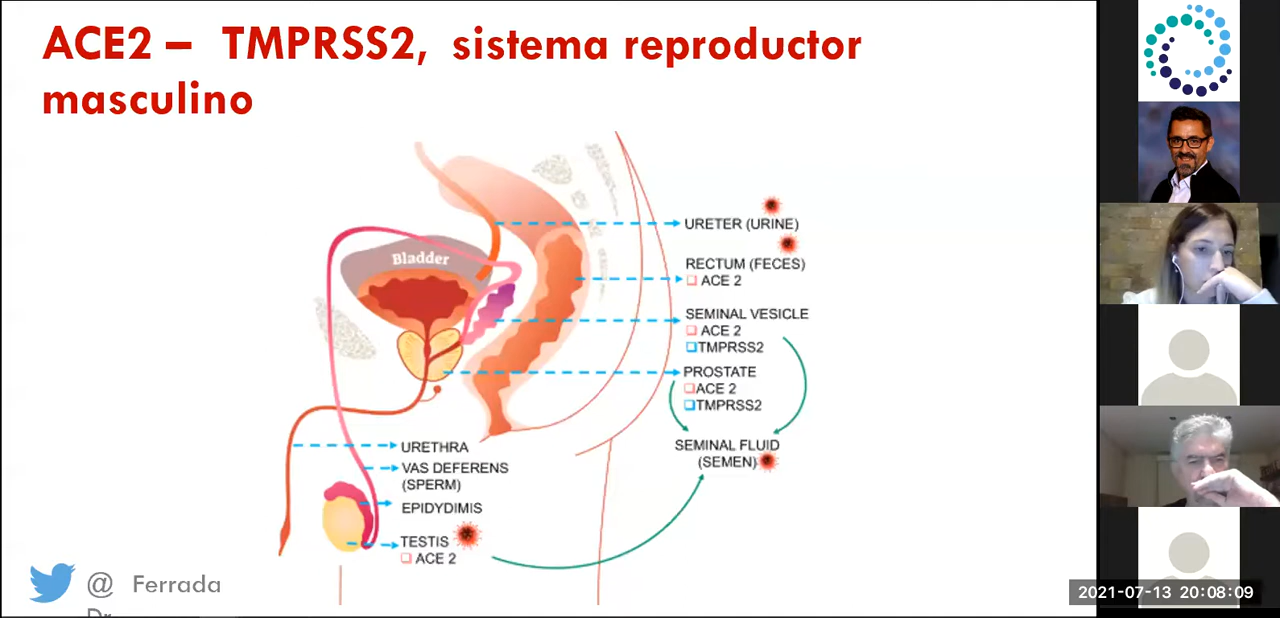 ACE2 – TMPRSS2, sistema reproductor
masculino
Bladder
URETER (URINE)
RECTUM (FECES)
ACE 2
SEMINAL VESICLE
ACE 2
TMPRSS2
PROSTATE
ACE 2
TMPRSS2
SEMINAL FLUID
(SEMEN)
URETHRA
VAS DEFERENS
(SPERM)
EPIDYDIMIS
TESTIS
ACE 2
@ Ferrada
Dr
2021-07-13 20:08:09